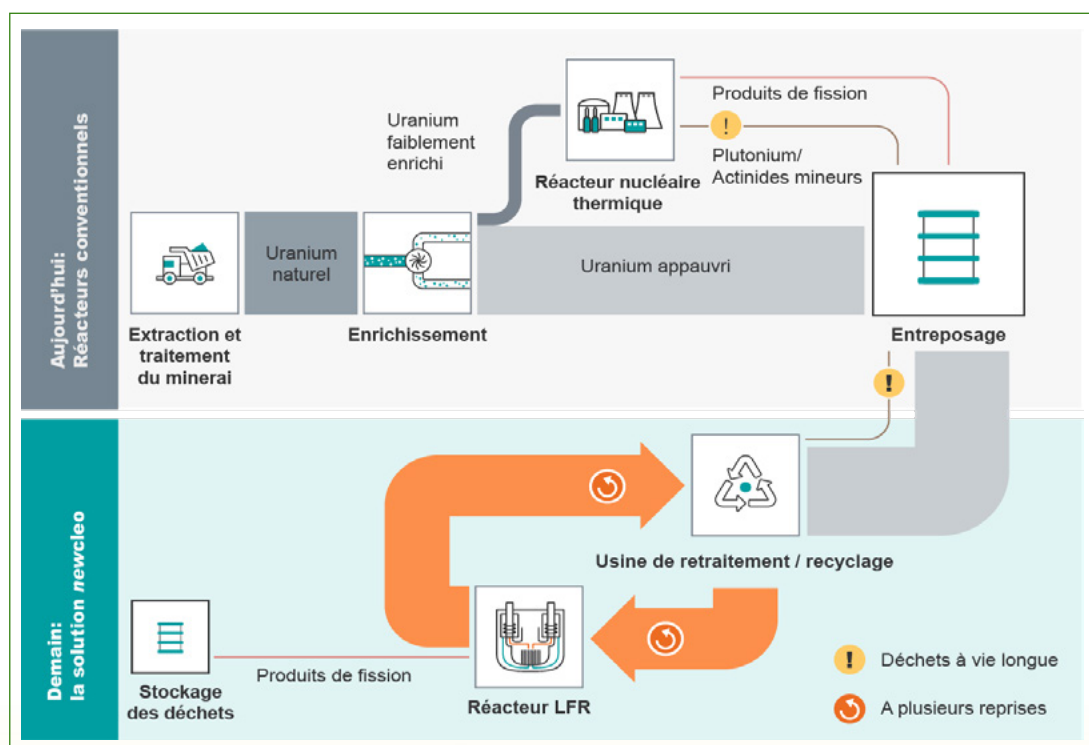 Aujourd'hui:
Réacteurs conventionnels
Uranium
faiblement
enrichi
Produits de fission
!
Plutonium/
Actinides mineurs
Réacteur nucléaire
thermique
Uranium
naturel
Uranium appauvri
Extraction et
traitement
du minerai
Enrichissement
Entreposage
!
Demain:
la solution newcleo
Usine de retraitement / recyclage
Produits de fission
Stockage
des déchets
Réacteur LFR
! Déchets à vie longue
A plusieurs reprises